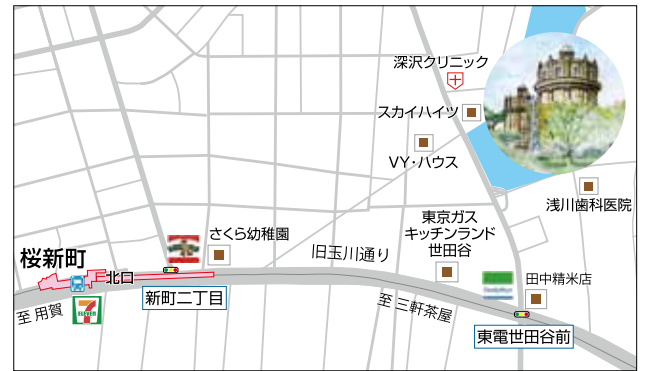 深沢クリニック
スカイハイツ
VY・ハウス
浅川歯科医院
東京ガス
キッチンランド
世田谷
さくら幼稚園
旧玉川通り
桜新町
北口
田中精米店
新町二丁目
至 用賀
7
ELEVEN
至 三軒茶屋
東電世田谷前